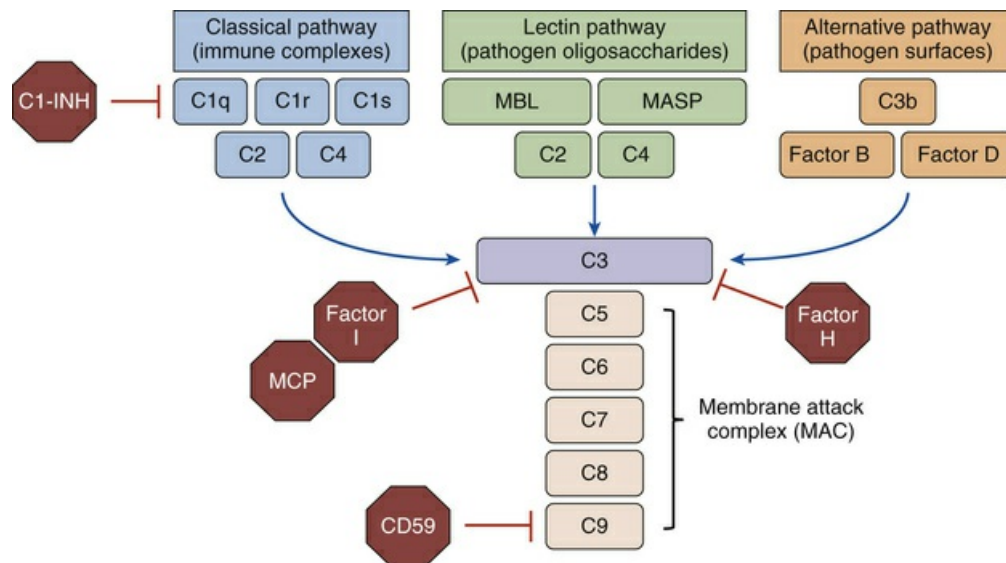 Classical pathway
(immune complexes)
Lectin pathway
(pathogen oligosaccharides)
Alternative pathway
(pathogen surfaces)
C1-INH
C1q
C1r
C1s
MBL
MASP
C3b
C2
C4
C2
C4
Factor B
Factor D
C3
Factor
I
MCP
Factor
H
C5
C6
C7
C8
C9
Membrane attack
complex (MAC)
CD59